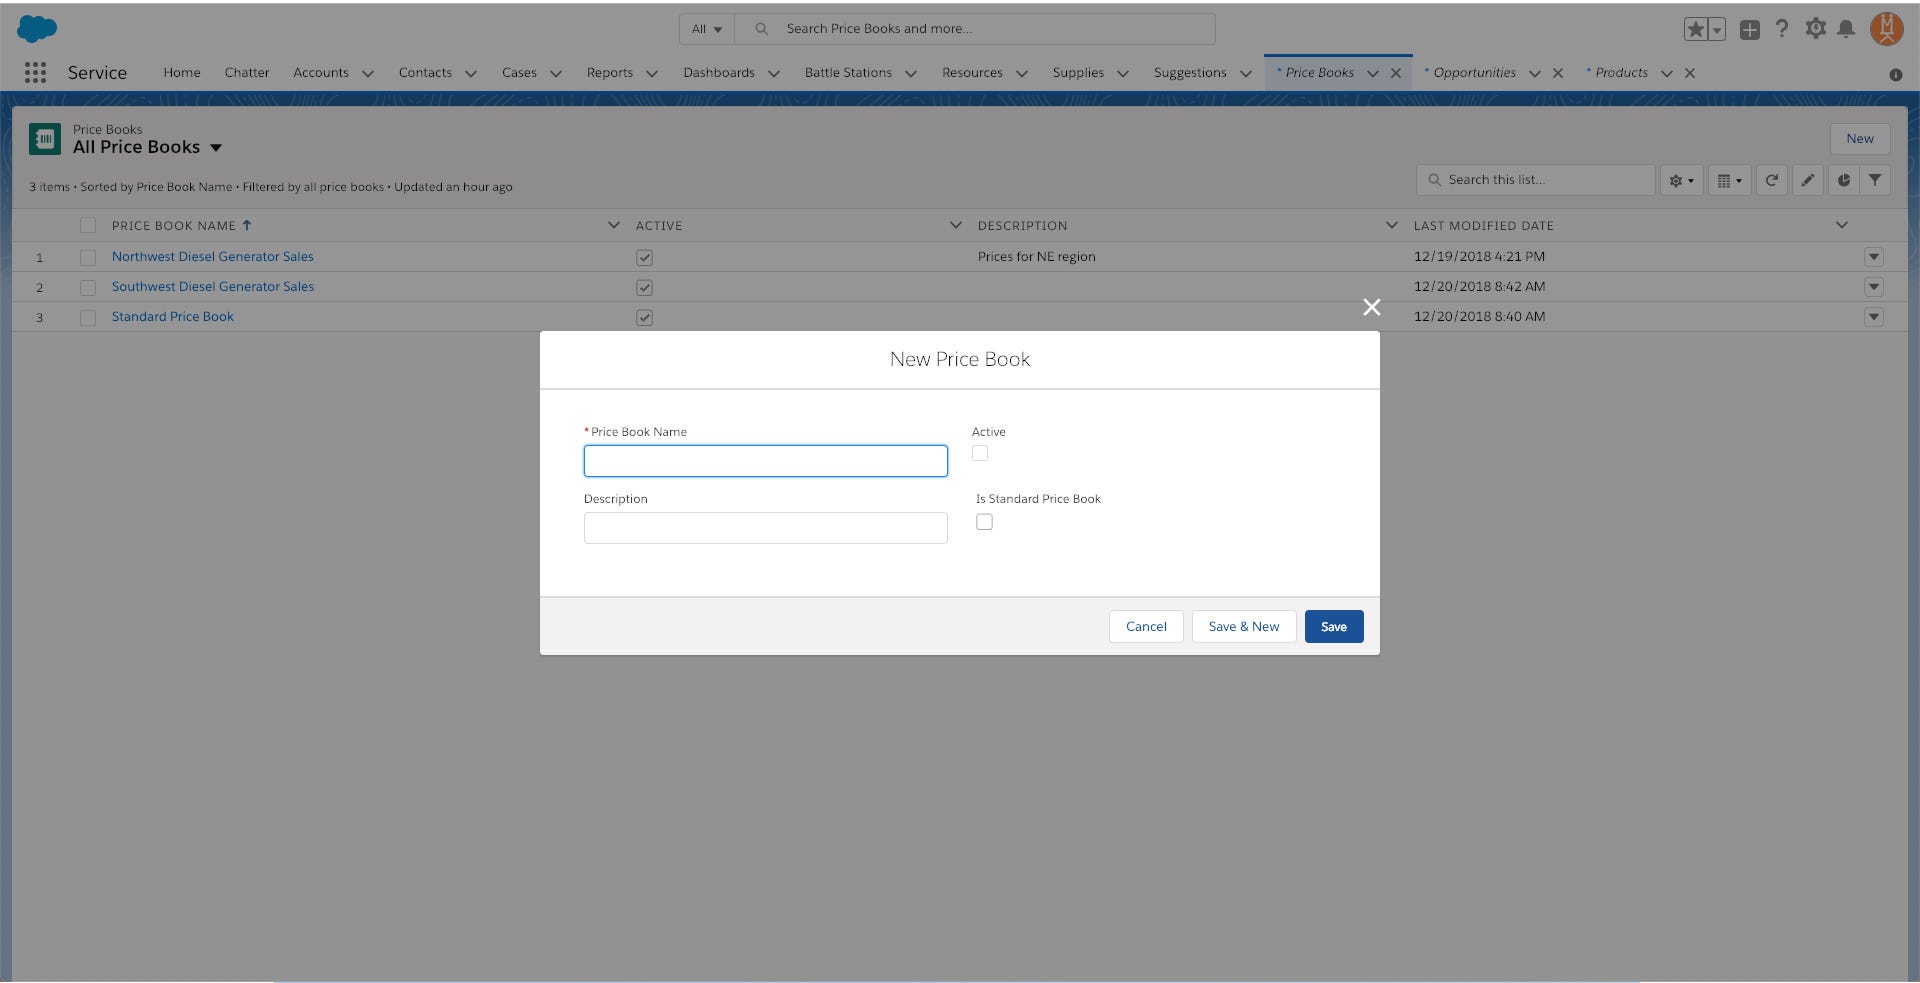 All
Search Price Books and more...
Service
Home
Chatter
Accounts
Contacts
Cases
Reports
Dashboards
Battle Stations
Resources
Supplies
Suggestions
* Price Books
* Opportunities
* Products
Price Books
All Price Books
New
3 items • Sorted by Price Book Name • Filtered by all price books • Updated an hour ago
Search this list...
PRICE BOOK NAME ↑ ACTIVE DESCRIPTION LAST MODIFIED DATE
1 Northwest Diesel Generator Sales Prices for NE region 12/19/2018 4:21 PM
2 Southwest Diesel Generator Sales 12/20/2018 8:42 AM
3 Standard Price Book 12/20/2018 8:40 AM
New Price Book
* Price Book Name
Active
Description
Is Standard Price Book
Cancel
Save & New
Save